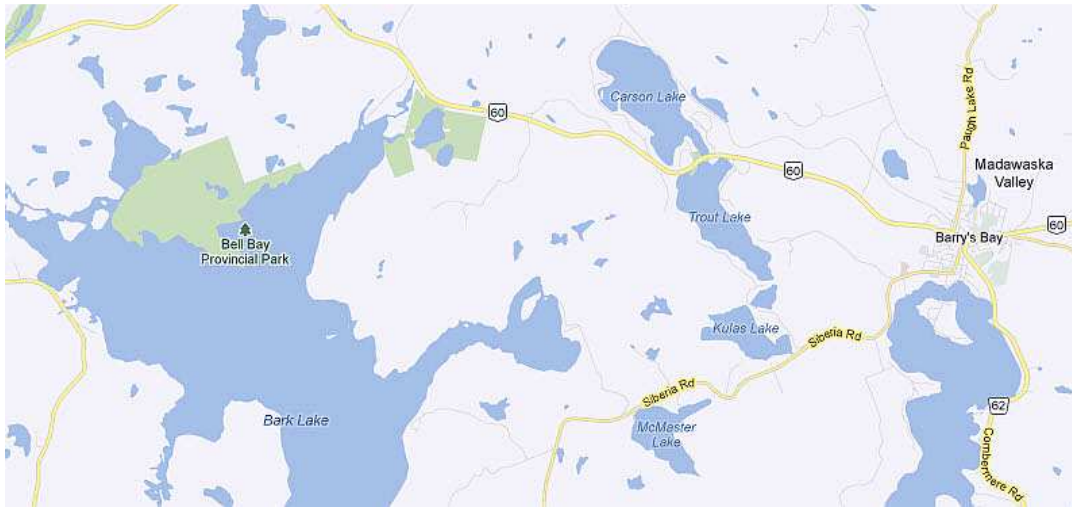 Carson Lake
60
Paugh Lake Rd
Madawaska
Valley
60
Trout Lake
60
Barry's Bay
Bell Bay
Provincial Park
Kulas Lake
Siberia Rd
Siberia Rd
62
Bark Lake
McMaster
Lake
Combermere Rd